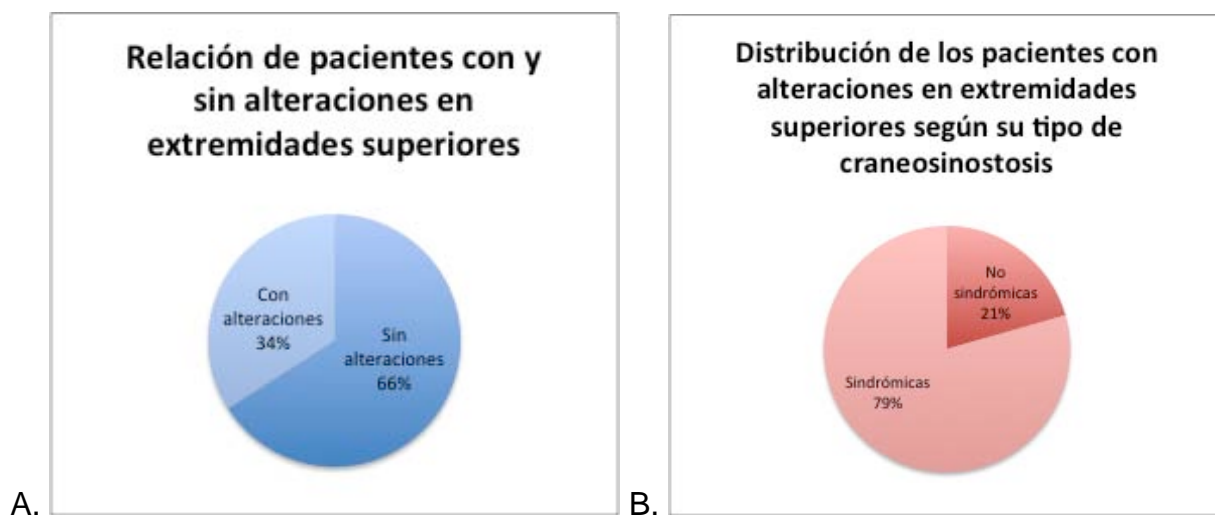 Relación de pacientes con y
sin alteraciones en
extremidades superiores
Con
alteraciones
34%
Sin
alteraciones
66%
A.
Distribución de los pacientes con
alteraciones en extremidades
superiores según su tipo de
craneosinostosis
No
sindrómicas
21%
Sindrómicas
79%
B.